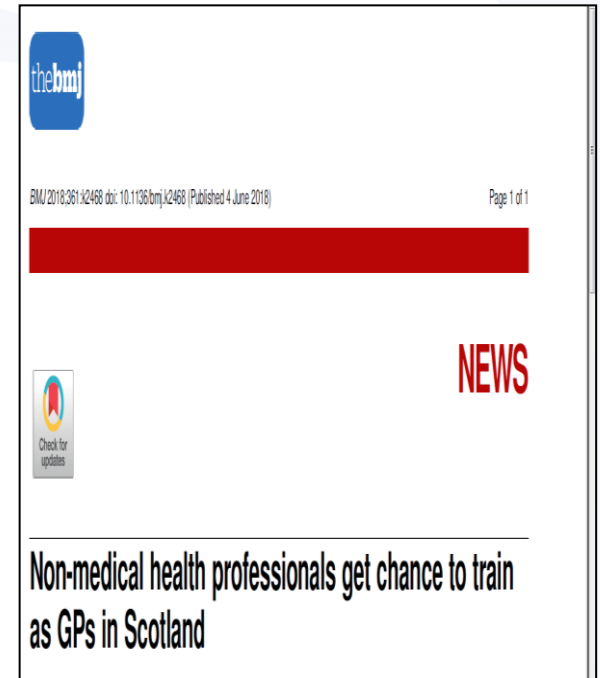 thebmj
BMJ 2018;361:k2468 doi: 10.1136/bmj.k2468 (Published 4 June 2018)
Page 1 of 1
NEWS
Check for
updates
Non-medical health professionals get chance to train
as GPs in Scotland